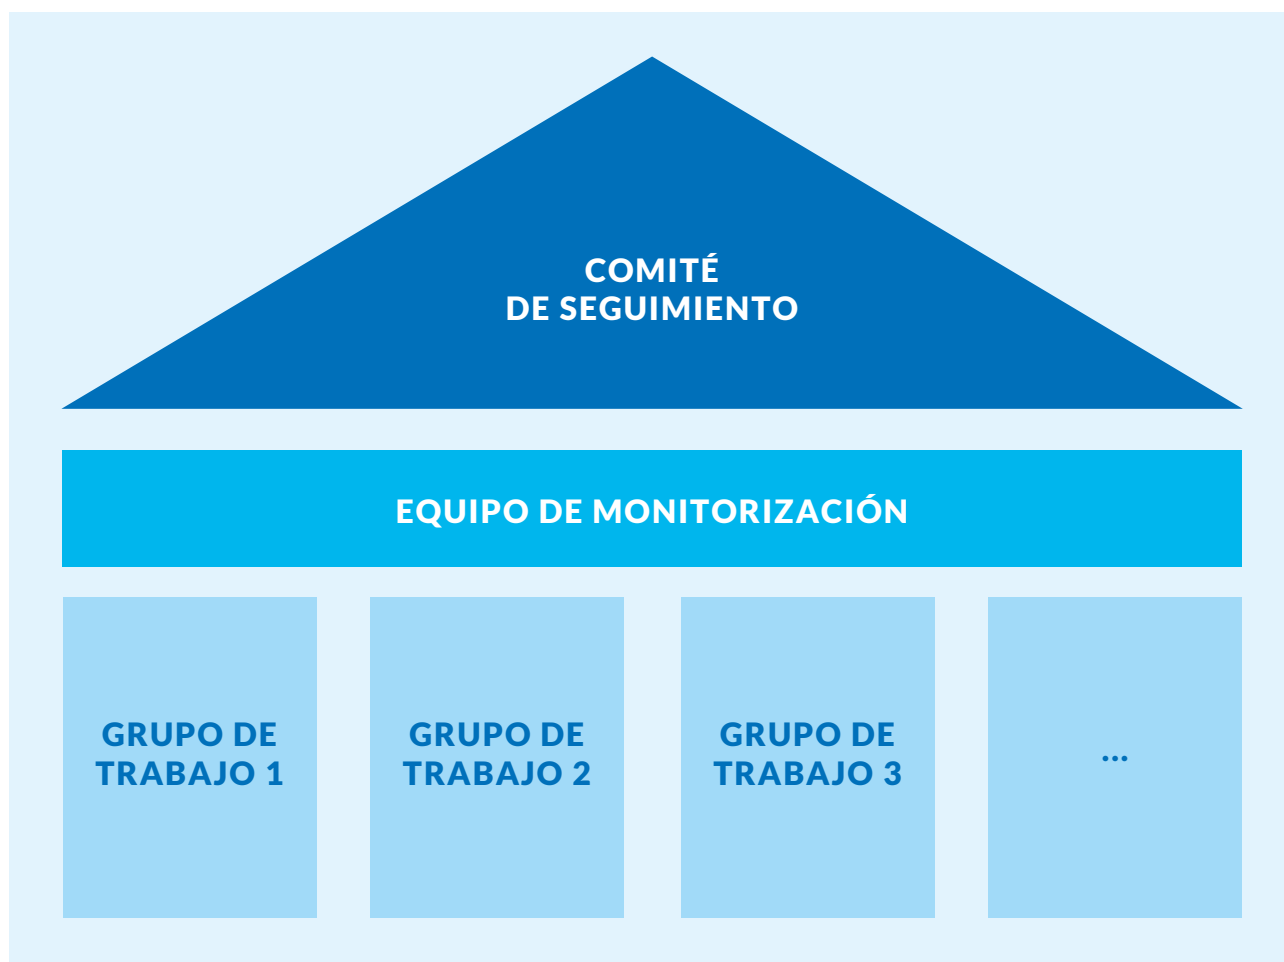 COMITÉ
DE SEGUIMIENTO
EQUIPO DE MONITORIZACIÓN
GRUPO DE
TRABAJO 1
GRUPO DE
TRABAJO 2
GRUPO DE
TRABAJO 3
...